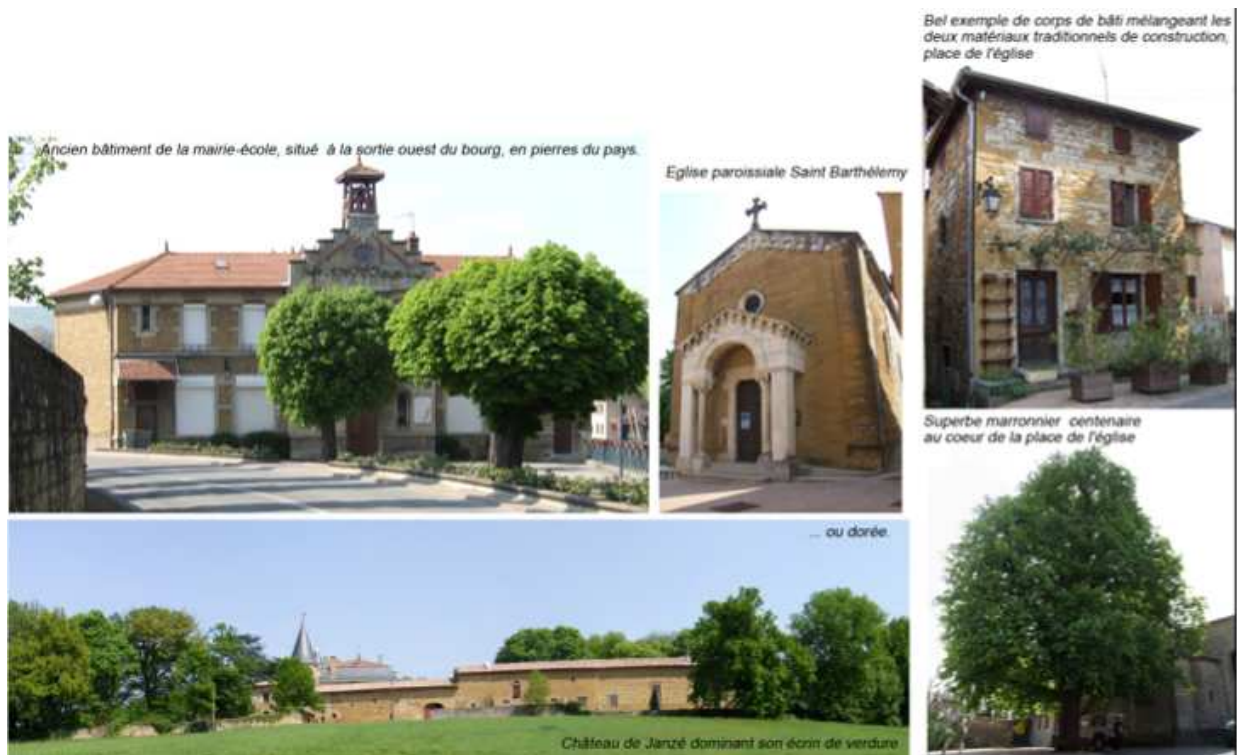 Bel exemple de corps de bâti mélangeant les
deux matériaux traditionnels de construction,
place de l'église
Ancien bâtiment de la mairie-école, situé à la sortie ouest du bourg, en pierres du pays.
Eglise paroissiale Saint Barthélemy
Superbe marronnier centenaire
au coeur de la place de l'église
... ou dorée.
Château de Janzé dominant son écrin de verdure